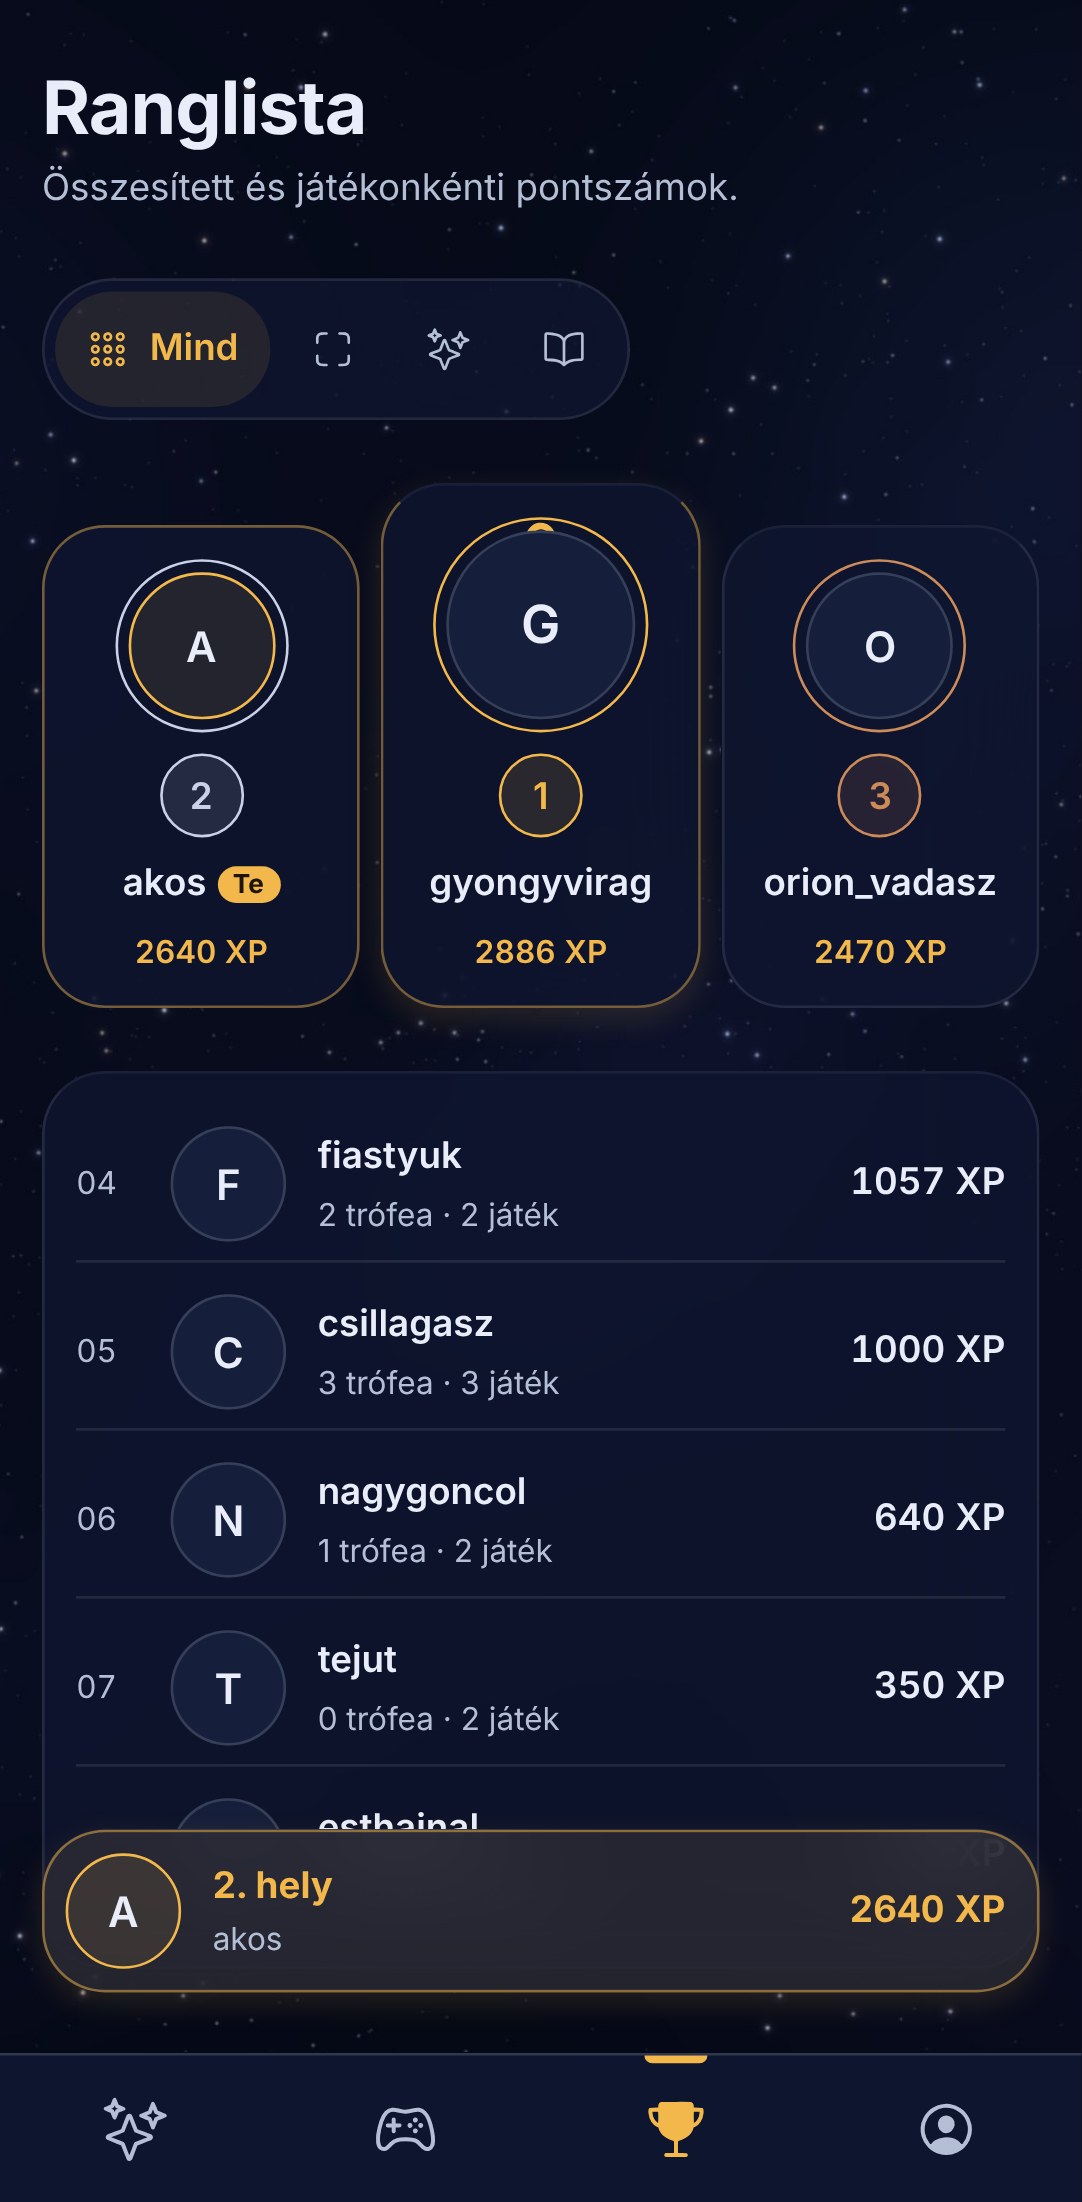 Ranglista
Összesített és játékonkénti pontszámok.
Mind
A
2
akos Te
2640 XP
G
1
gyongyvirag
2886 XP
O
3
orion_vadasz
2470 XP
04 F fiastyuk 1057 XP
2 trófea · 2 játék
05 C csillagasz 1000 XP
3 trófea · 3 játék
06 N nagygoncol 640 XP
1 trófea · 2 játék
07 T tejut 350 XP
0 trófea · 2 játék
XP
A 2. hely 2640 XP
akos